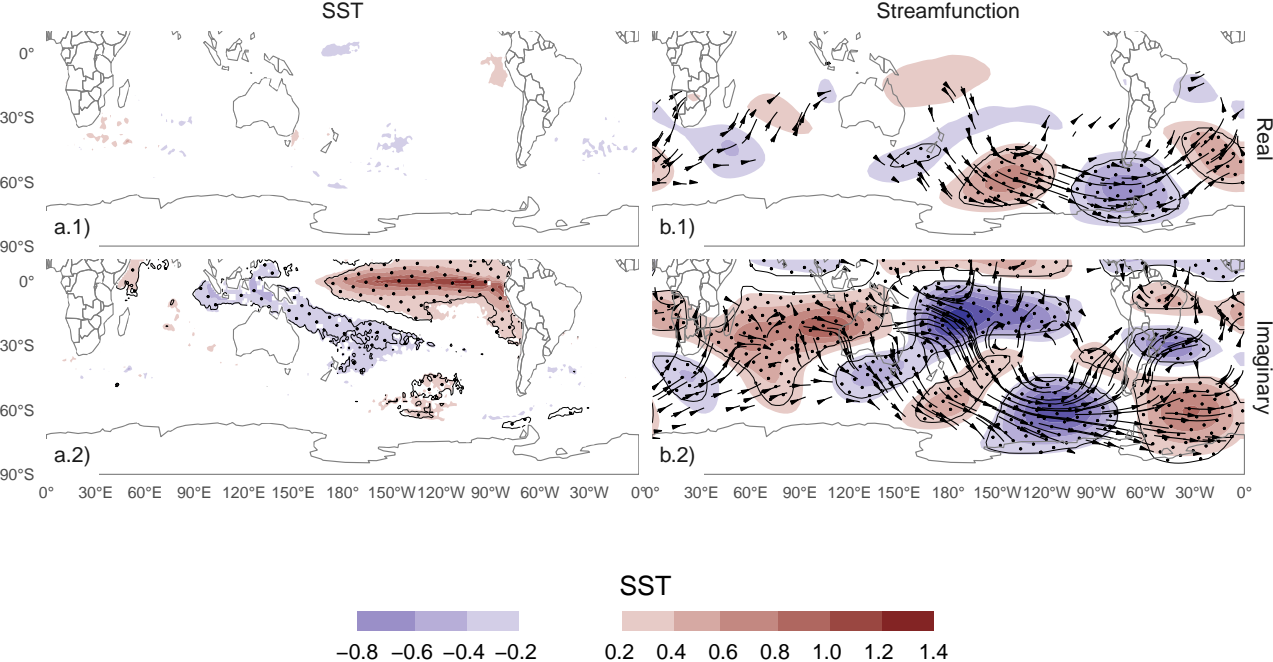 SST Streamfunction
0°
30°S
60°S
90°S
a.1) b.1)
Real
0°
30°S
60°S
90°S
a.2) b.2)
Imaginary
0° 30°E 60°E 90°E 120°E 150°E 180° 150°W 120°W 90°W 60°W 30°W 0° 0° 30°E 60°E 90°E 120°E 150°E 180° 150°W 120°W 90°W 60°W 30°W 0°
SST
−0.8 −0.6 −0.4 −0.2 0.2 0.4 0.6 0.8 1.0 1.2 1.4